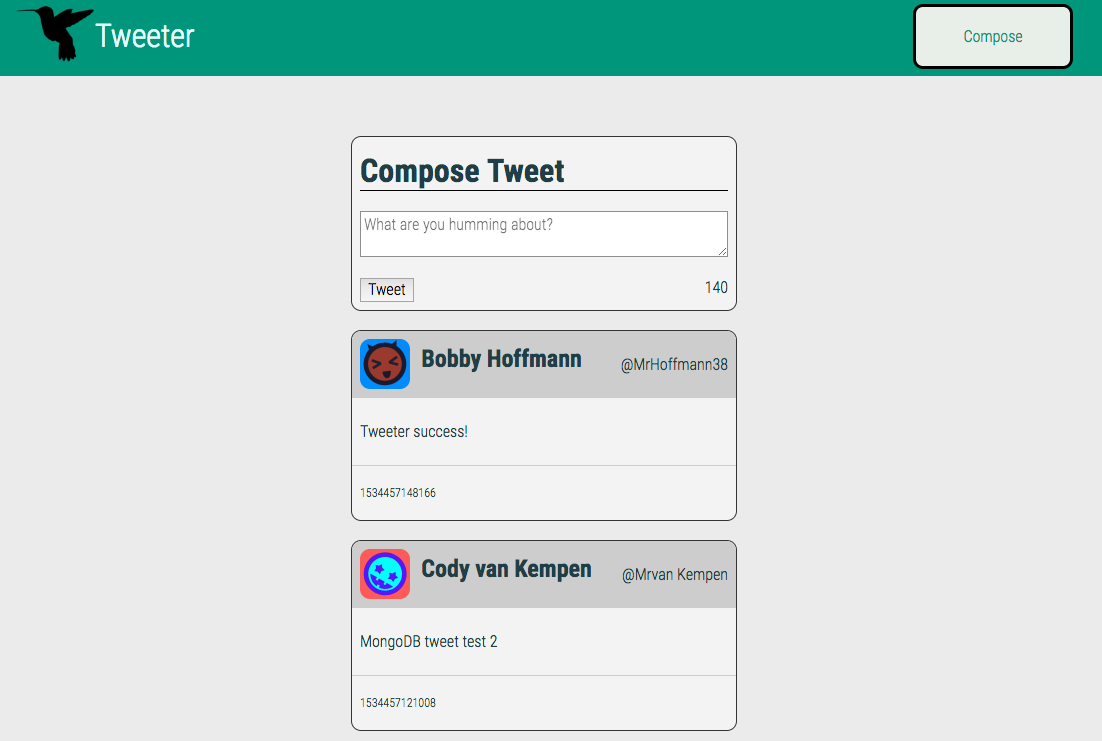 Tweeter
Compose
Compose Tweet
What are you humming about?
Tweet
140
Bobby Hoffmann
@MrHoffmann38
Tweeter success!
1534457148166
Cody van Kempen
@Mrvan Kempen
MongoDB tweet test 2
1534457121008